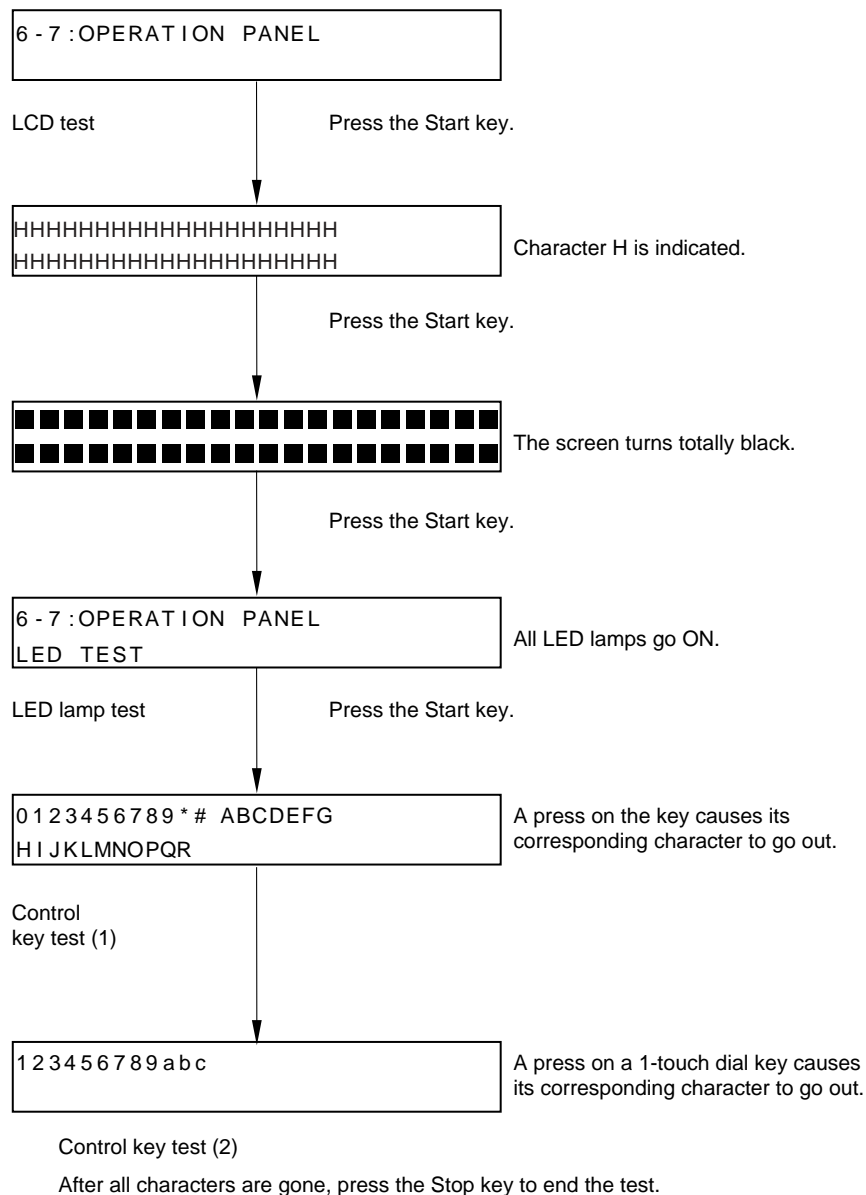 6-7:OPERATION PANEL
LCD test
Press the Start key.
HHHHHHHHHHHHHHHHHHHH
HHHHHHHHHHHHHHHHHHHH
Character H is indicated.
Press the Start key.
The screen turns totally black.
Press the Start key.
6-7:OPERATION PANEL
LED TEST
All LED lamps go ON.
LED lamp test
Press the Start key.
0123456789*# ABCDEFG
HIJKLMNOPQR
A press on the key causes its
corresponding character to go out.
Control
key test (1)
123456789abc
A press on a 1-touch dial key causes
its corresponding character to go out.
Control key test (2)
After all characters are gone, press the Stop key to end the test.